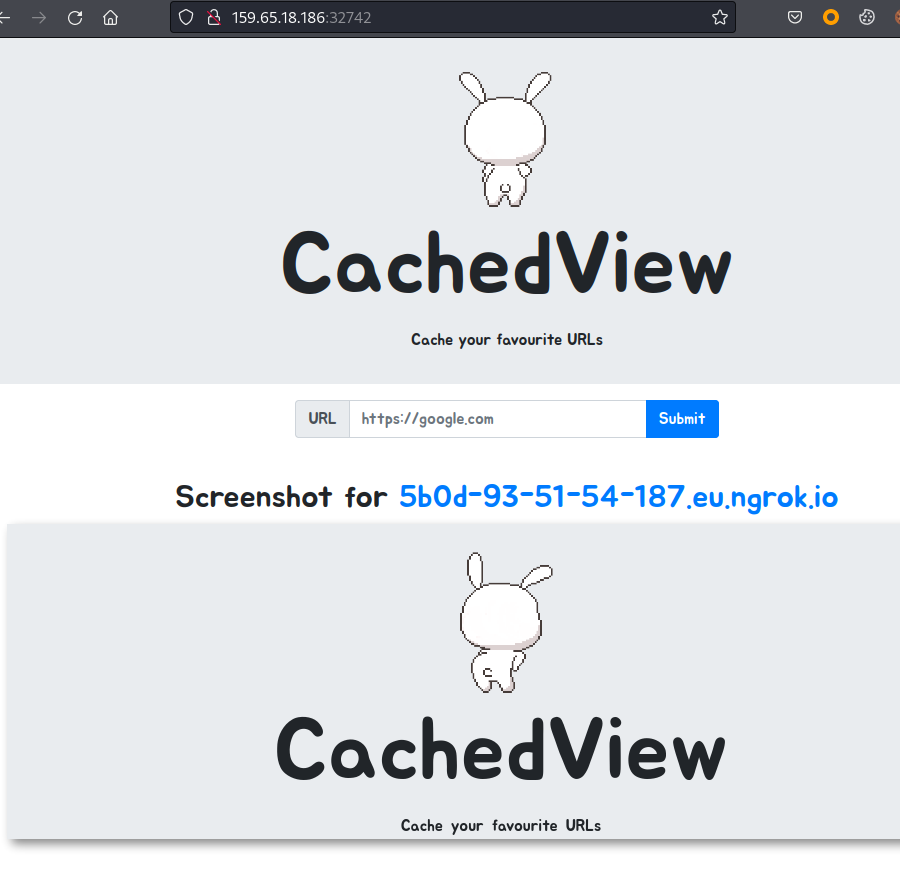 159.65.18.186:32742
CachedView
Cache your favourite URLs
URL https://google.com Submit
Screenshot for 5b0d-93-51-54-187.eu.ngrok.io
CachedView
Cache your favourite URLs